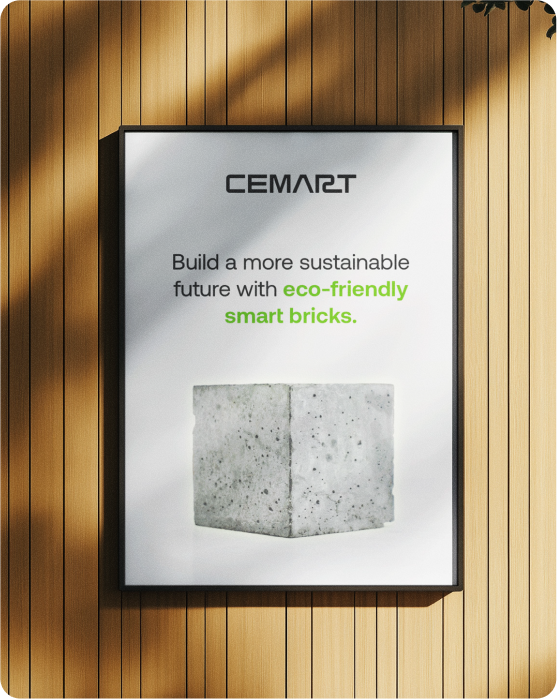 CEMART
Build a more sustainable
future with eco-friendly
smart bricks.